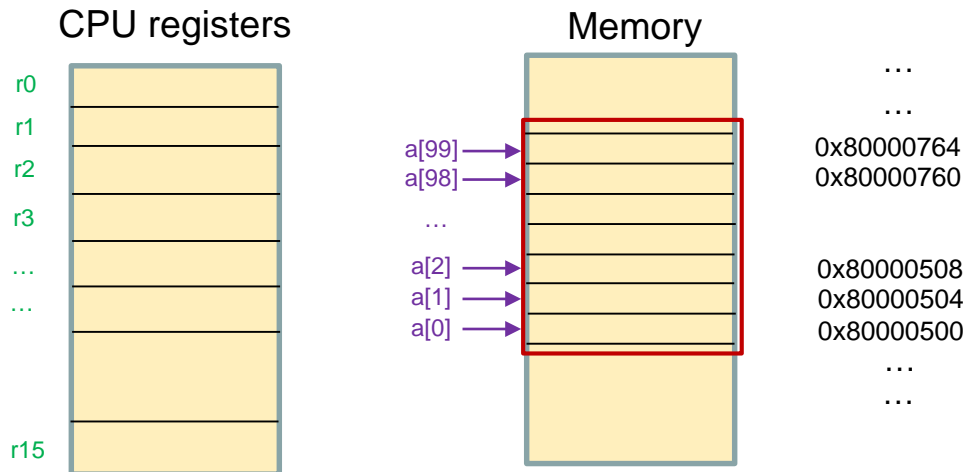 CPU registers
r0
r1
r2
r3
…
…
r15
Memory
a[99]
a[98]
…
a[2]
a[1]
a[0]
…
…
0x80000764
0x80000760
0x80000508
0x80000504
0x80000500
…
…